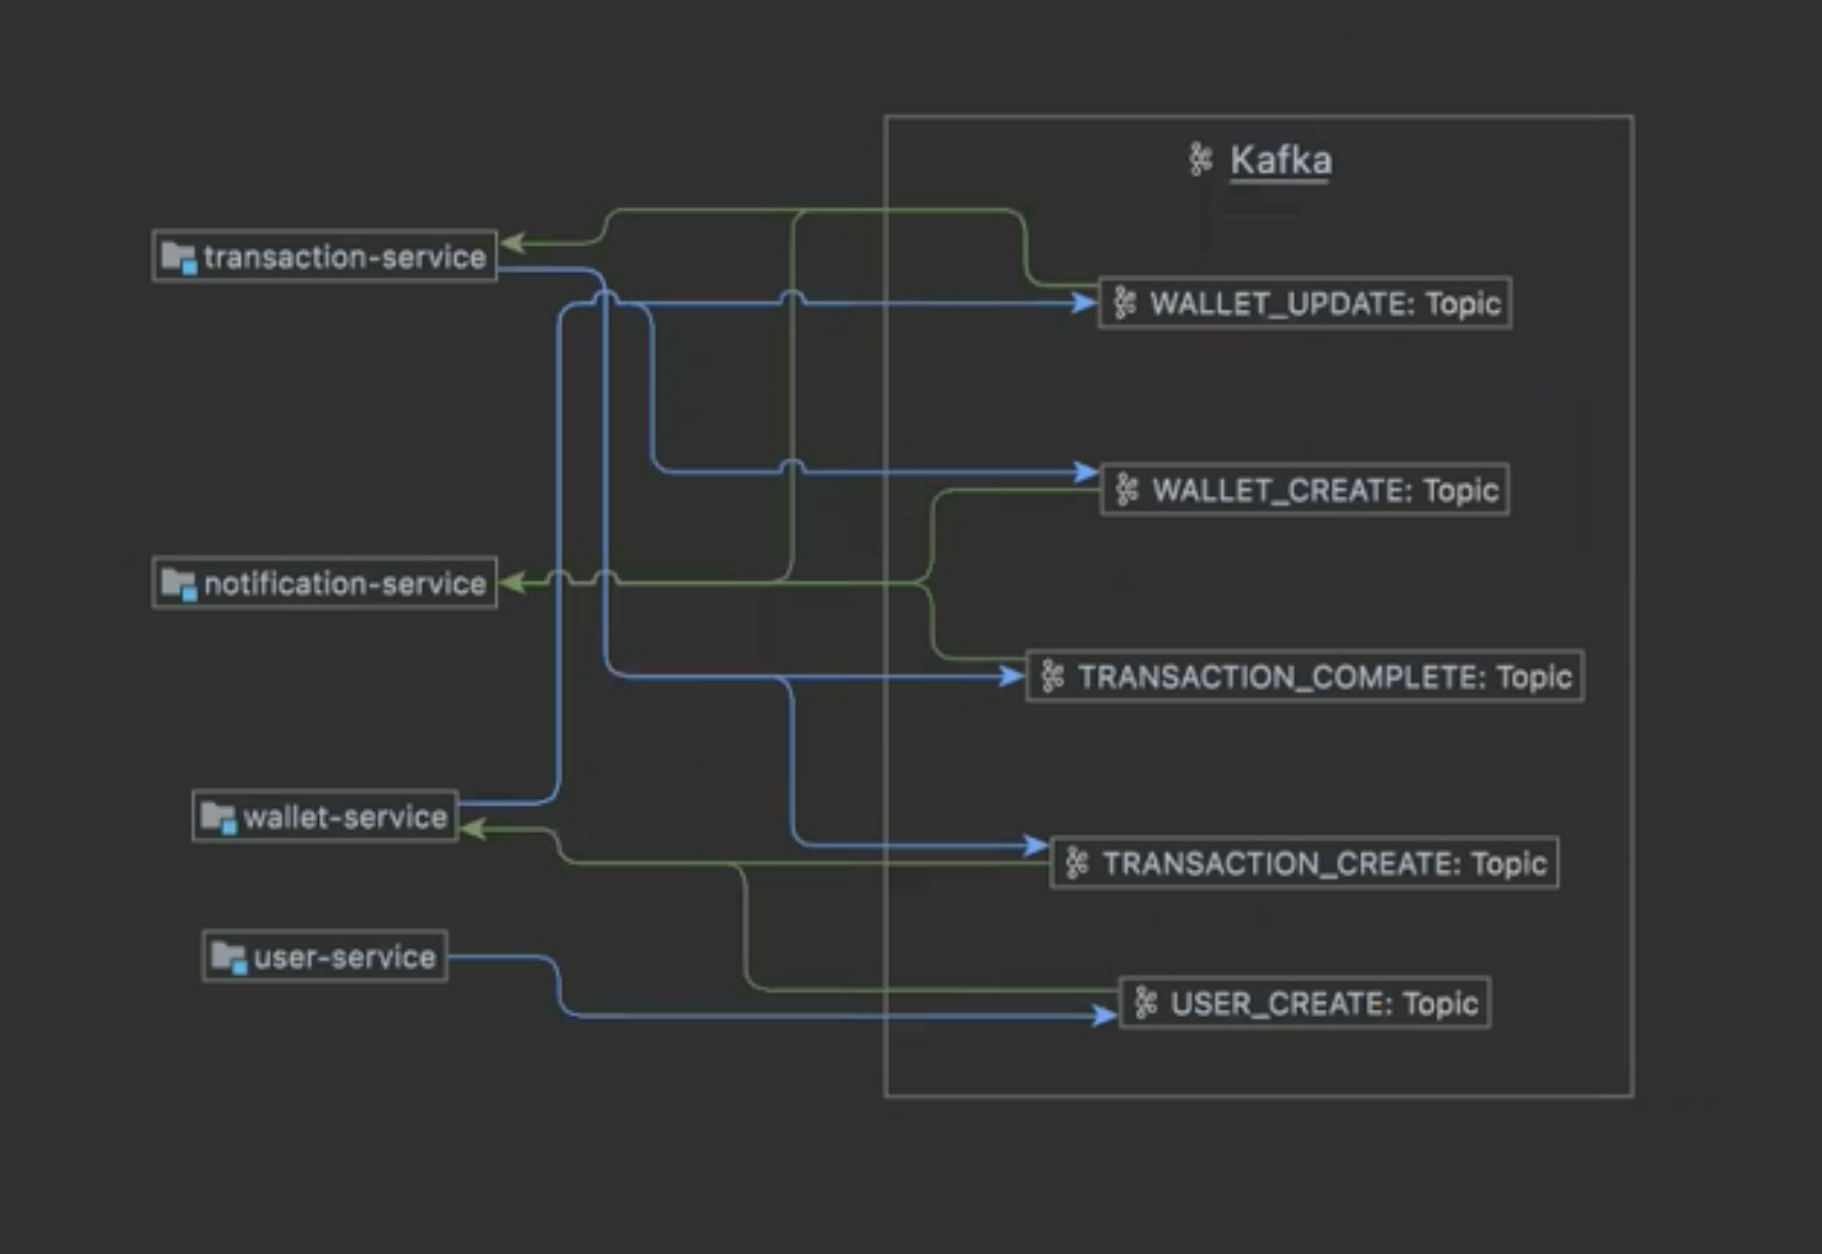 Kafka
transaction-service
WALLET_UPDATE: Topic
WALLET_CREATE: Topic
notification-service
TRANSACTION_COMPLETE: Topic
wallet-service
TRANSACTION_CREATE: Topic
user-service
USER_CREATE: Topic